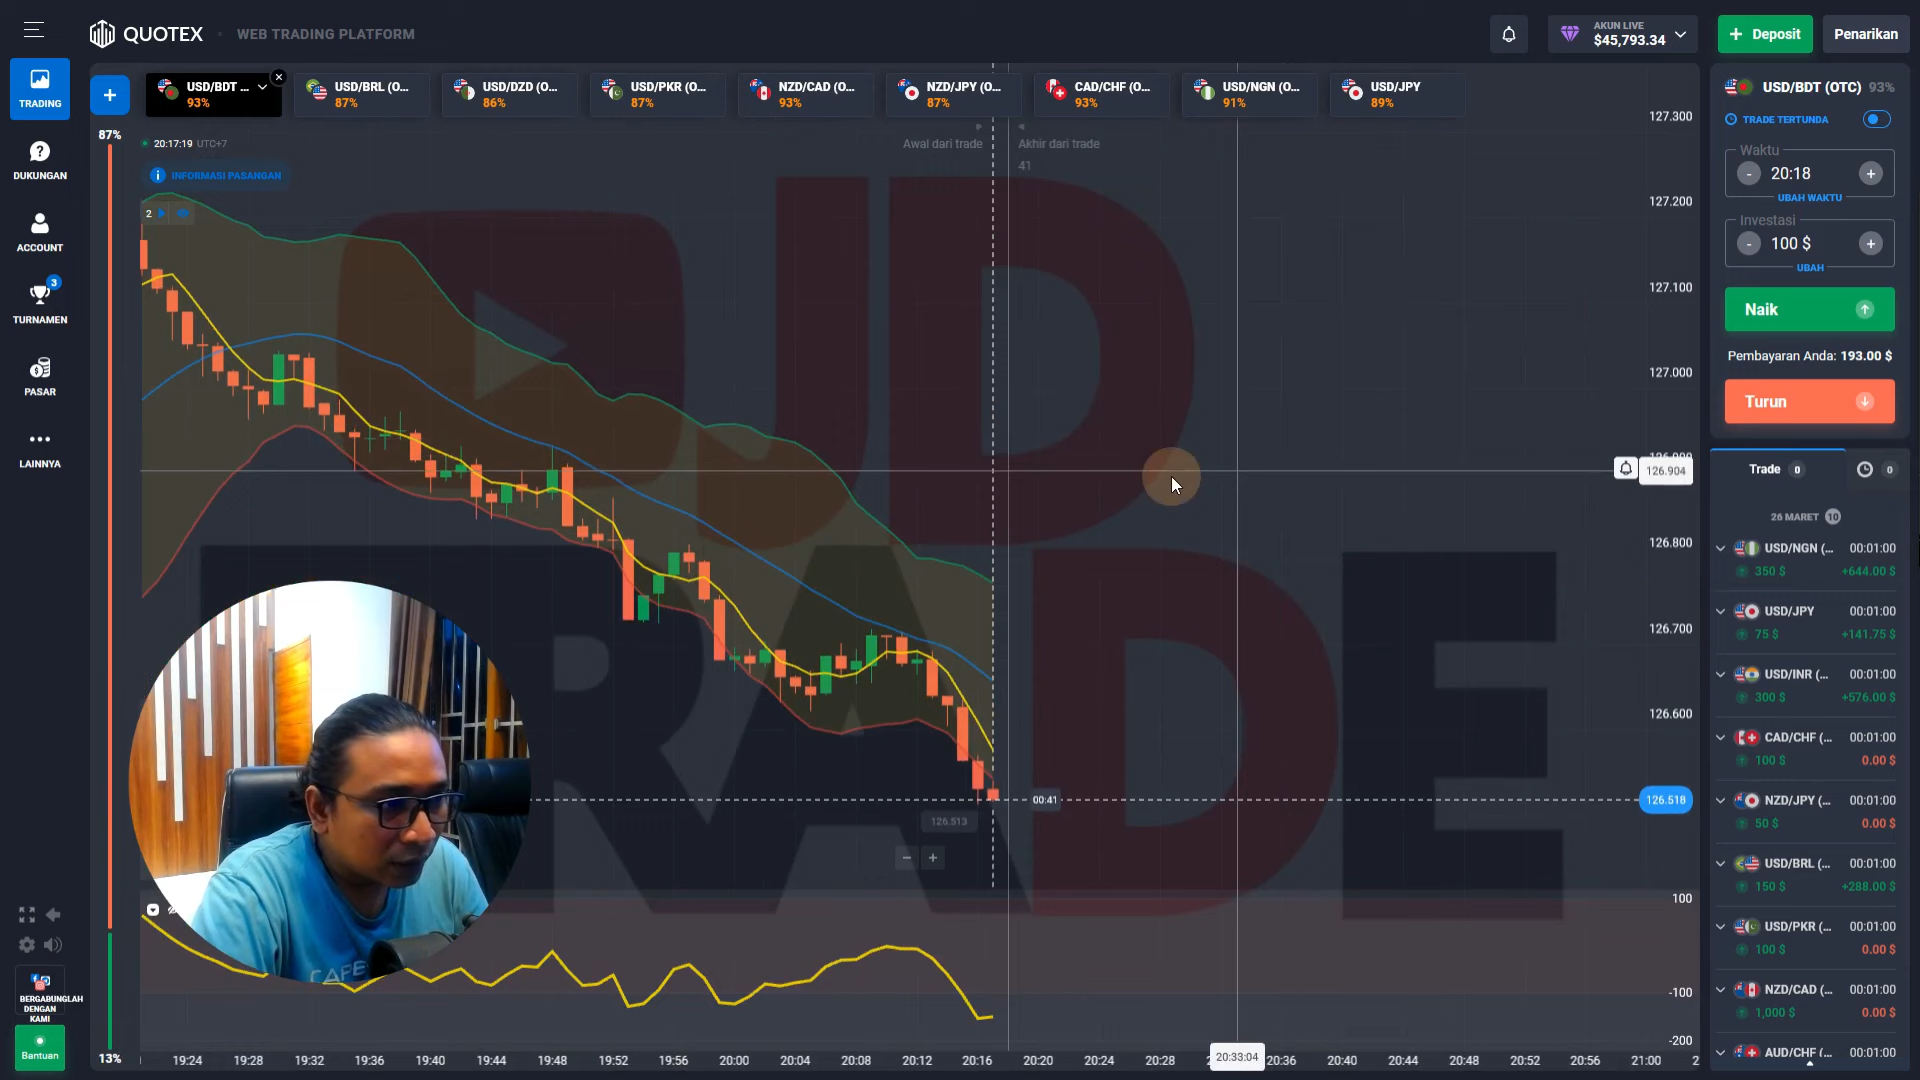 QUOTEX
WEB TRADING PLATFORM
AKUN LIVE
$45,793.34
+ Deposit
Penarikan
TRADING
DUKUNGAN
ACCOUNT
3
TURNAMEN
PASAR
LAINNYA
BERGABUNGLAH
DENGAN
KAMI
Bantuan
+
USD/BDT ...
93%
USD/BRL (O...
87%
USD/DZD (O...
86%
USD/PKR (O...
87%
NZD/CAD (O...
93%
NZD/JPY (O...
87%
CAD/CHF (O...
93%
USD/NGN (O...
91%
USD/JPY
89%
87%
13%
20:17:19 UTC+7
INFORMASI PASANGAN
2
Awal dari trade
Akhir dari trade
41
JD
TRADE
CAFE
127.300
127.200
127.100
127.000
126.904
126.800
126.700
126.600
126.518
00:41
126.513
100
-100
-200
19:24
19:28
19:32
19:36
19:40
19:44
19:48
19:52
19:56
20:00
20:04
20:08
20:12
20:16
20:20
20:24
20:28
20:33:04
20:36
20:40
20:44
20:48
20:52
20:56
21:00
USD/BDT (OTC) 93%
TRADE TERTUNDA
Waktu
- 20:18 +
UBAH WAKTU
Investasi
- 100 $ +
UBAH
Naik
Pembayaran Anda: 193.00 $
Turun
Trade 0
0
26 MARET 10
USD/NGN (... 00:01:00
350 $ +644.00 $
USD/JPY 00:01:00
75 $ +141.75 $
USD/INR (... 00:01:00
300 $ +576.00 $
CAD/CHF (... 00:01:00
100 $ 0.00 $
NZD/JPY (... 00:01:00
50 $ 0.00 $
USD/BRL (... 00:01:00
150 $ +288.00 $
USD/PKR (... 00:01:00
100 $ 0.00 $
NZD/CAD (... 00:01:00
1,000 $ 0.00 $
AUD/CHF (... 00:01:00